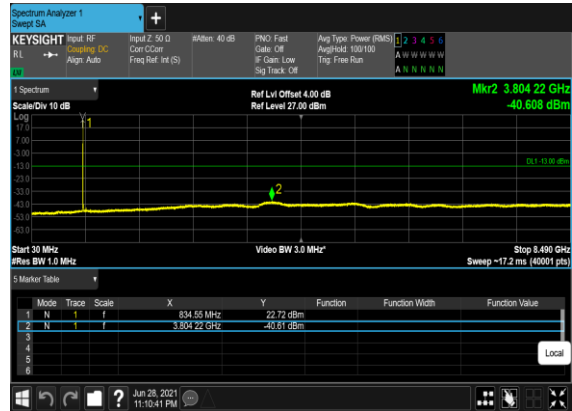 Spectrum Analyzer 1
Swept SA
+
KEYSIGHT Input: RF Input Z: 50 Ω #Atten: 40 dB PNO: Fast Avg Type: Power (RMS) 1 2 3 4 5 6
RL Coupling: DC Corr CCorr Gate: Off Avg|Hold: 100/100 A W W W W W
Align: Auto Freq Ref: Int (S) IF Gain: Low Trig: Free Run
Sig Track: Off A N N N N N
1 Spectrum Ref Lvl Offset 4.00 dB Mkr2 3.804 22 GHz
Scale/Div 10 dB Ref Level 27.00 dBm -40.608 dBm
Log
17.0 1
7.00
-3.00
-13.0 DL1 -13.00 dBm
-23.0
-33.0 2
-43.0
-53.0
-63.0
Start 30 MHz Video BW 3.0 MHz* Stop 8.490 GHz
#Res BW 1.0 MHz Sweep ~17.2 ms (40001 pts)
5 Marker Table
Mode Trace Scale X Y Function Function Width Function Value
1 N 1 f 834.55 MHz 22.72 dBm
2 N 1 f 3.804 22 GHz -40.61 dBm
3
4
5
6
Local
? Jun 28, 2021
11:10:41 PM